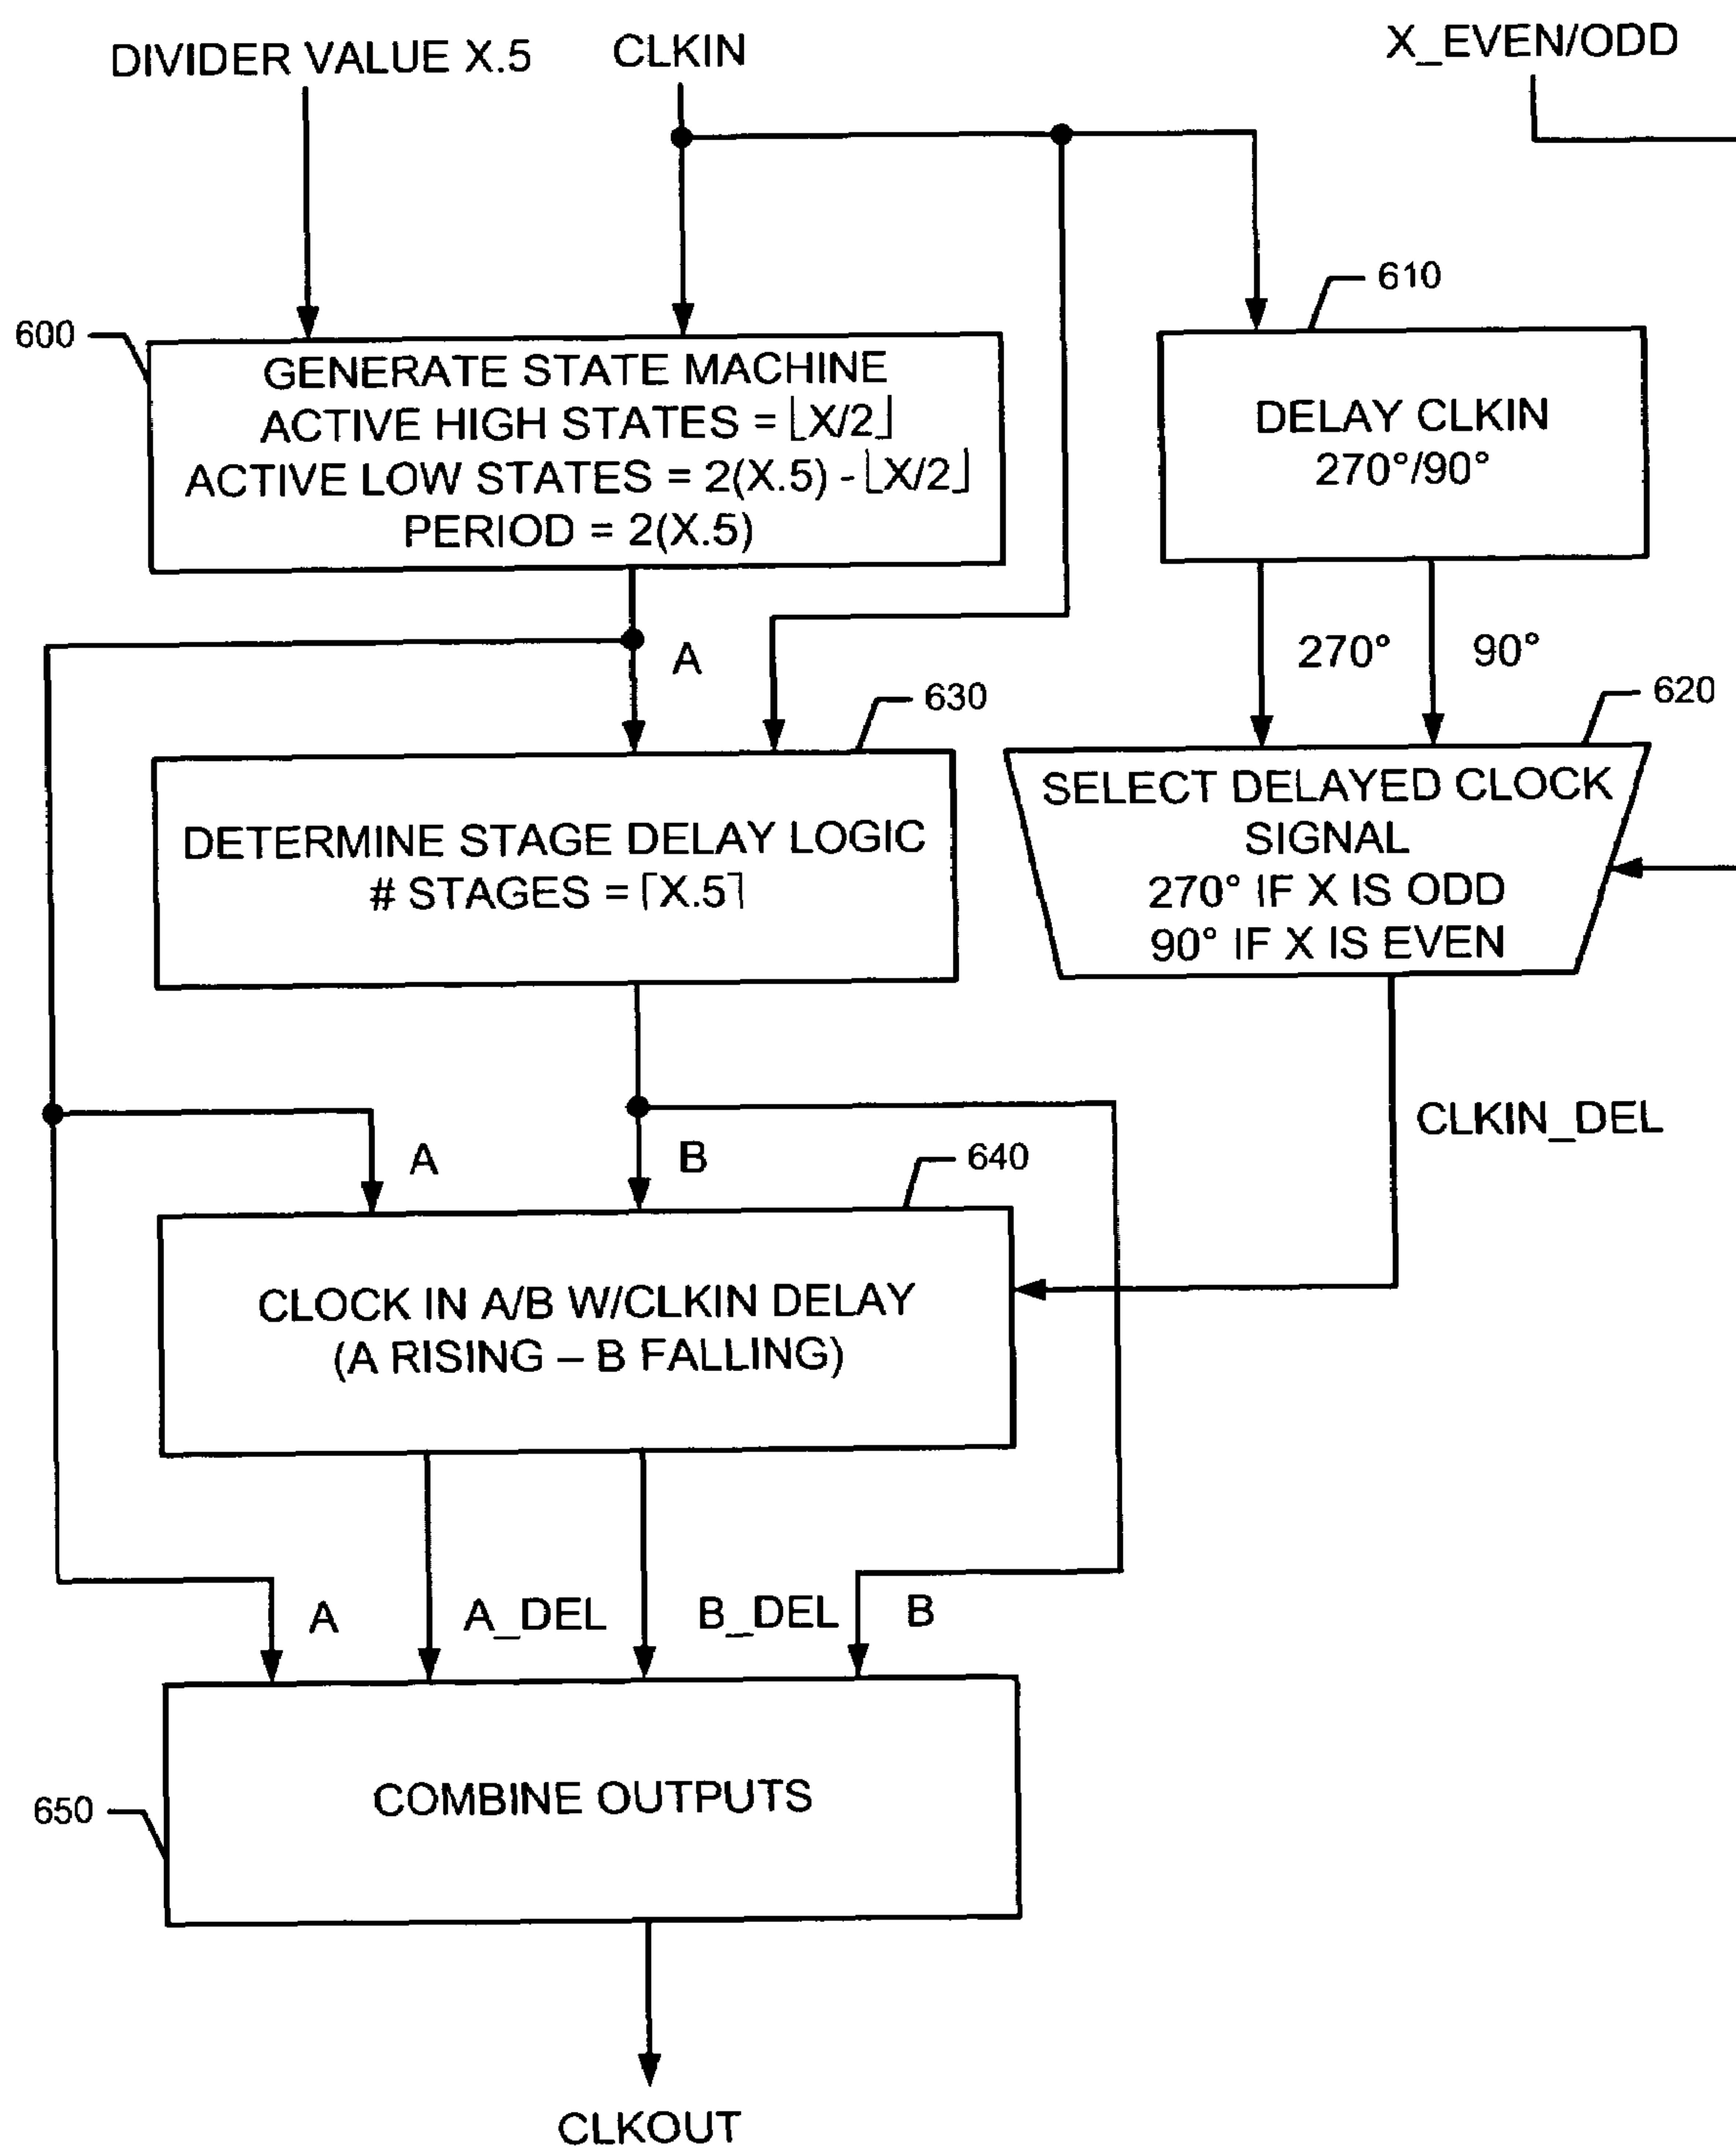 DIVIDER VALUE X.5
CLKIN
X_EVEN/ODD
600
GENERATE STATE MACHINE
ACTIVE HIGH STATES = ⌊X/2⌋
ACTIVE LOW STATES = 2(X.5) - ⌊X/2⌋
PERIOD = 2(X.5)
610
DELAY CLKIN
270°/90°
A
270°
90°
630
620
DETERMINE STAGE DELAY LOGIC
# STAGES = ⌈X.5⌉
SELECT DELAYED CLOCK
SIGNAL
270° IF X IS ODD
90° IF X IS EVEN
A
B
CLKIN_DEL
640
CLOCK IN A/B W/CLKIN DELAY
(A RISING – B FALLING)
A
A_DEL
B_DEL
B
650
COMBINE OUTPUTS
CLKOUT